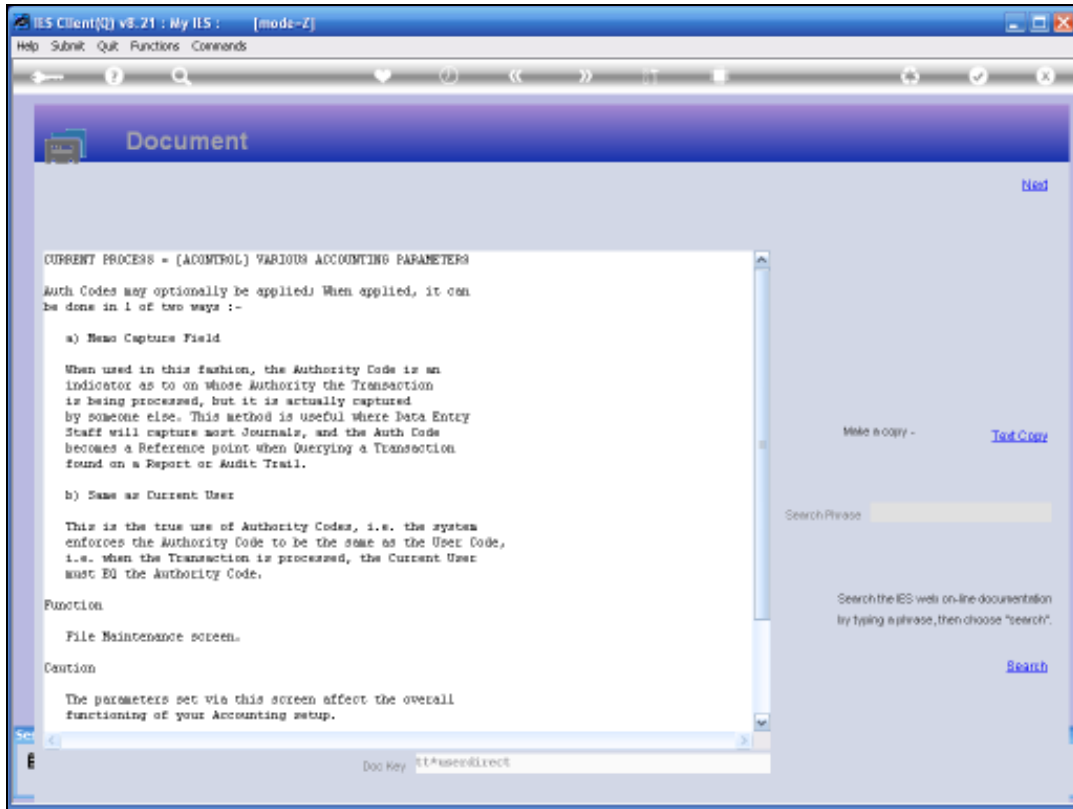 IES Client(Q) v8.21 : My IES :      [mode-Z]
Help Submit Quit Functions Commands
Document
Next
CURRENT PROCESS = [ACONTROL] VARIOUS ACCOUNTING PARAMETERS
Auth Codes may optionally be applied; When applied, it can
be done in 1 of two ways :-
a) Memo Capture Field
When used in this fashion, the Authority Code is an
indicator as to on whose Authority the Transaction
is being processed, but it is actually captured
by someone else. This method is useful where Data Entry
Staff will capture most Journals, and the Auth Code
becomes a Reference point when Querying a Transaction
found on a Report or Audit Trail.
Make a copy -
Text Copy
b) Same as Current User
Search Phrase
This is the true use of Authority Codes, i.e. the system
enforces the Authority Code to be the same as the User Code,
i.e. when the Transaction is processed, the Current User
must EQ the Authority Code.
Function
File Maintenance screen.
Search the IES web on-line documentation
by typing a phrase, then choose "search".
Search
Caution
The parameters set via this screen affect the overall
functioning of your Accounting setup.
Doc Key
tt*userdirect